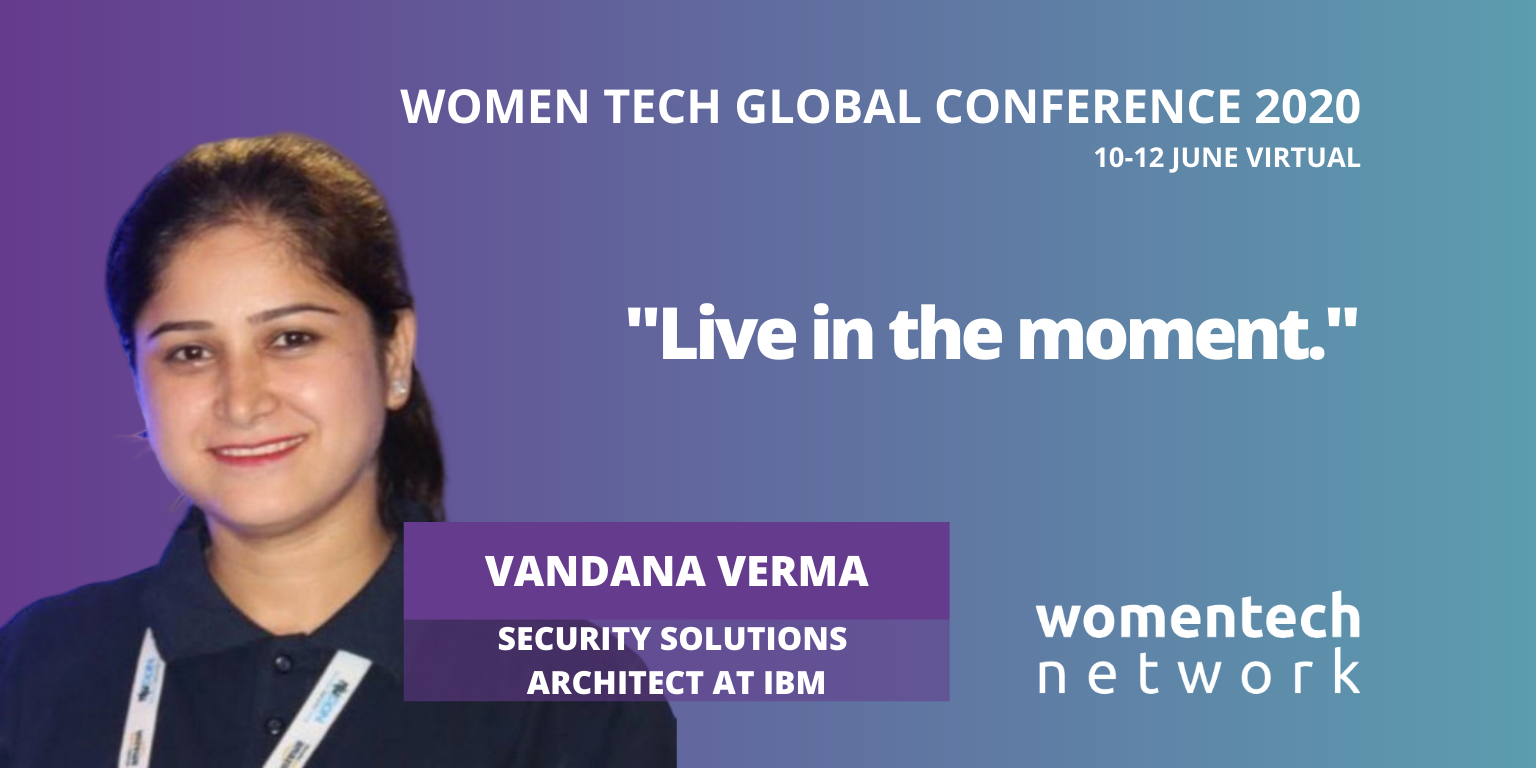 WOMEN TECH GLOBAL CONFERENCE 2020
10-12 JUNE VIRTUAL
"Live in the moment."
VANDANA VERMA
SECURITY SOLUTIONS
ARCHITECT AT IBM
womentech
network